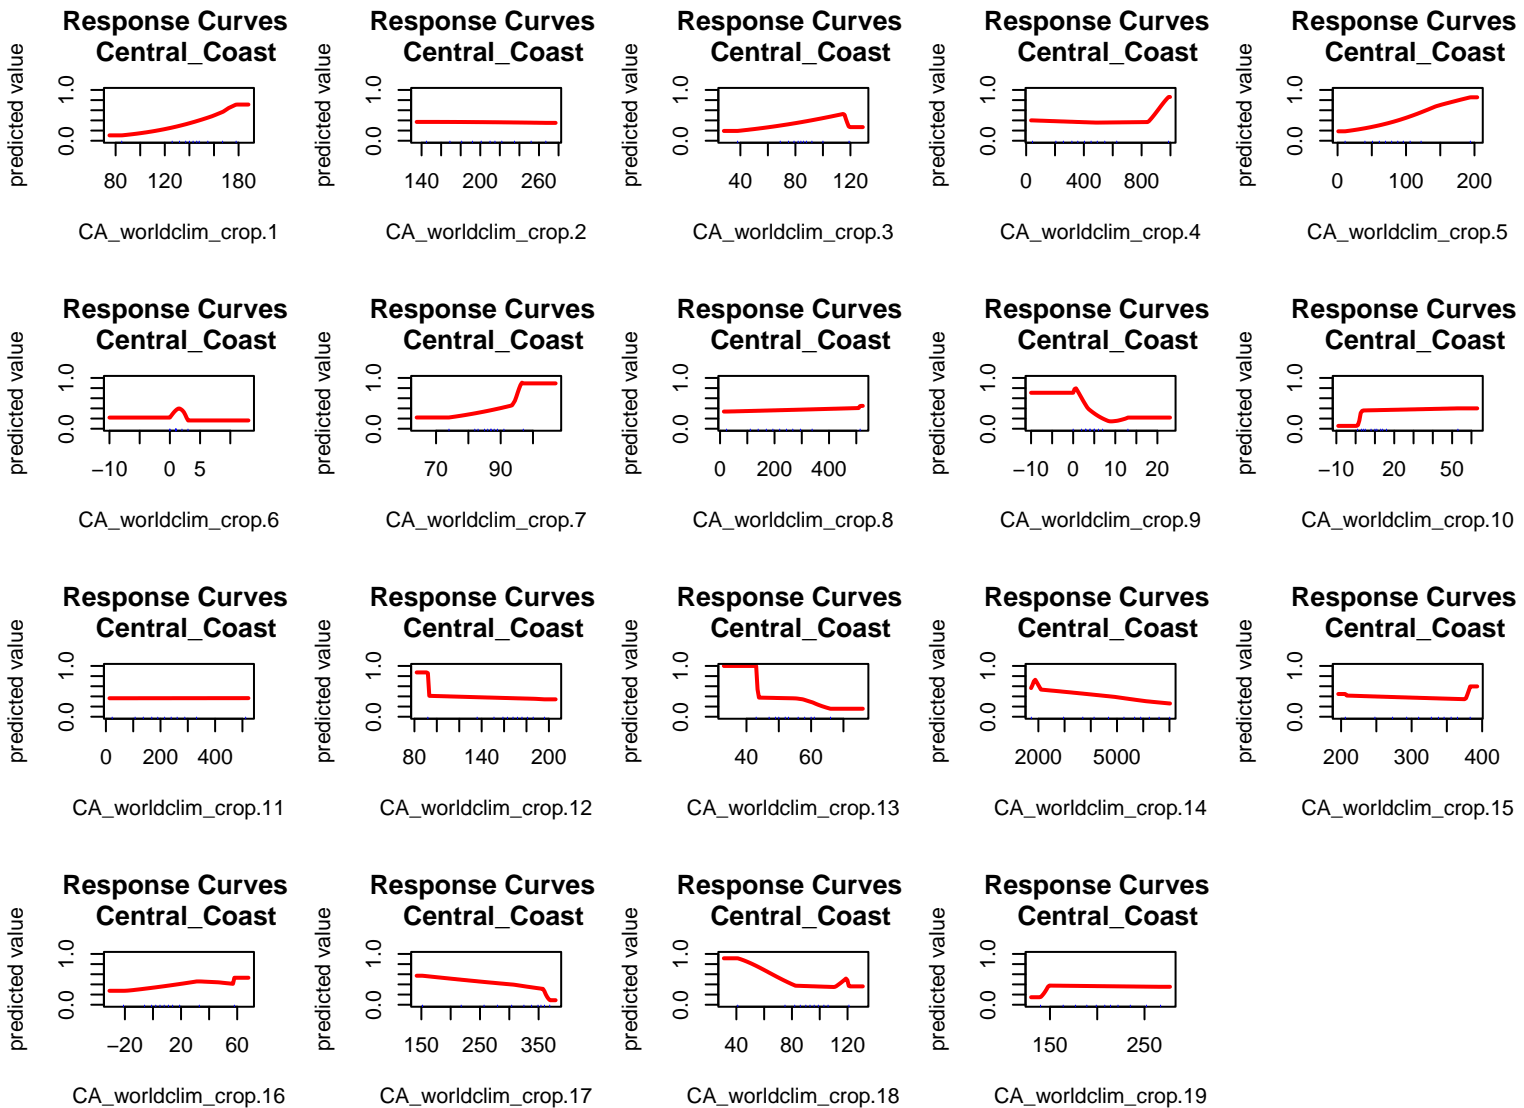 Response Curves
Central_Coast
predicted value
0.0 1.0
80 120 180
CA_worldclim_crop.1
Response Curves
Central_Coast
predicted value
0.0 1.0
140 200 260
CA_worldclim_crop.2
Response Curves
Central_Coast
predicted value
0.0 1.0
40 80 120
CA_worldclim_crop.3
Response Curves
Central_Coast
predicted value
0.0 1.0
0 400 800
CA_worldclim_crop.4
Response Curves
Central_Coast
predicted value
0.0 1.0
0 100 200
CA_worldclim_crop.5
Response Curves
Central_Coast
predicted value
0.0 1.0
−10 0 5
CA_worldclim_crop.6
Response Curves
Central_Coast
predicted value
0.0 1.0
70 90
CA_worldclim_crop.7
Response Curves
Central_Coast
predicted value
0.0 1.0
0 200 400
CA_worldclim_crop.8
Response Curves
Central_Coast
predicted value
0.0 1.0
−10 0 10 20
CA_worldclim_crop.9
Response Curves
Central_Coast
predicted value
0.0 1.0
−10 20 50
CA_worldclim_crop.10
Response Curves
Central_Coast
predicted value
0.0 1.0
0 200 400
CA_worldclim_crop.11
Response Curves
Central_Coast
predicted value
0.0 1.0
80 140 200
CA_worldclim_crop.12
Response Curves
Central_Coast
predicted value
0.0 1.0
40 60
CA_worldclim_crop.13
Response Curves
Central_Coast
predicted value
0.0 1.0
2000 5000
CA_worldclim_crop.14
Response Curves
Central_Coast
predicted value
0.0 1.0
200 300 400
CA_worldclim_crop.15
Response Curves
Central_Coast
predicted value
0.0 1.0
−20 20 60
CA_worldclim_crop.16
Response Curves
Central_Coast
predicted value
0.0 1.0
150 250 350
CA_worldclim_crop.17
Response Curves
Central_Coast
predicted value
0.0 1.0
40 80 120
CA_worldclim_crop.18
Response Curves
Central_Coast
predicted value
0.0 1.0
150 250
CA_worldclim_crop.19